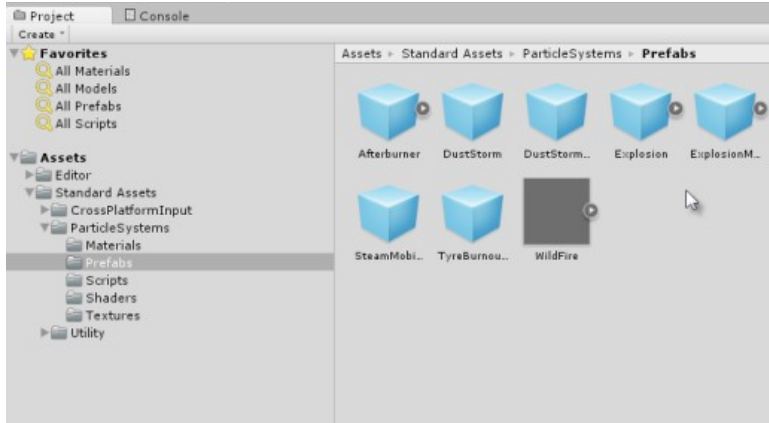 Project
Console
Create
Favorites
All Materials
All Models
All Prefabs
All Scripts
Assets
Editor
Standard Assets
CrossPlatformInput
ParticleSystems
Materials
Prefabs
Scripts
Shaders
Textures
Utility
Assets Standard Assets ParticleSystems Prefabs
Afterburner DustStorm DustStorm... Explosion ExplosionM...
SteamMobi... TyreBurnou... WildFire